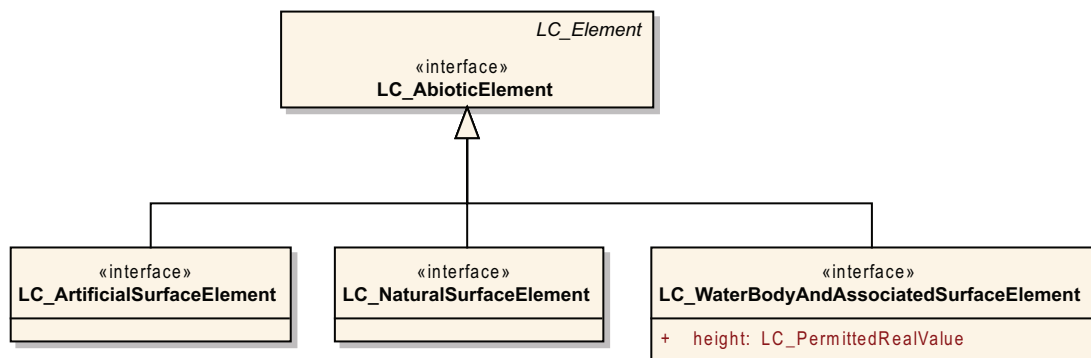 LC_Element
«interface»
LC_AbioticElement
«interface»
LC_ArtificialSurfaceElement
«interface»
LC_NaturalSurfaceElement
«interface»
LC_WaterBodyAndAssociatedSurfaceElement
+ height: LC_PermittedRealValue